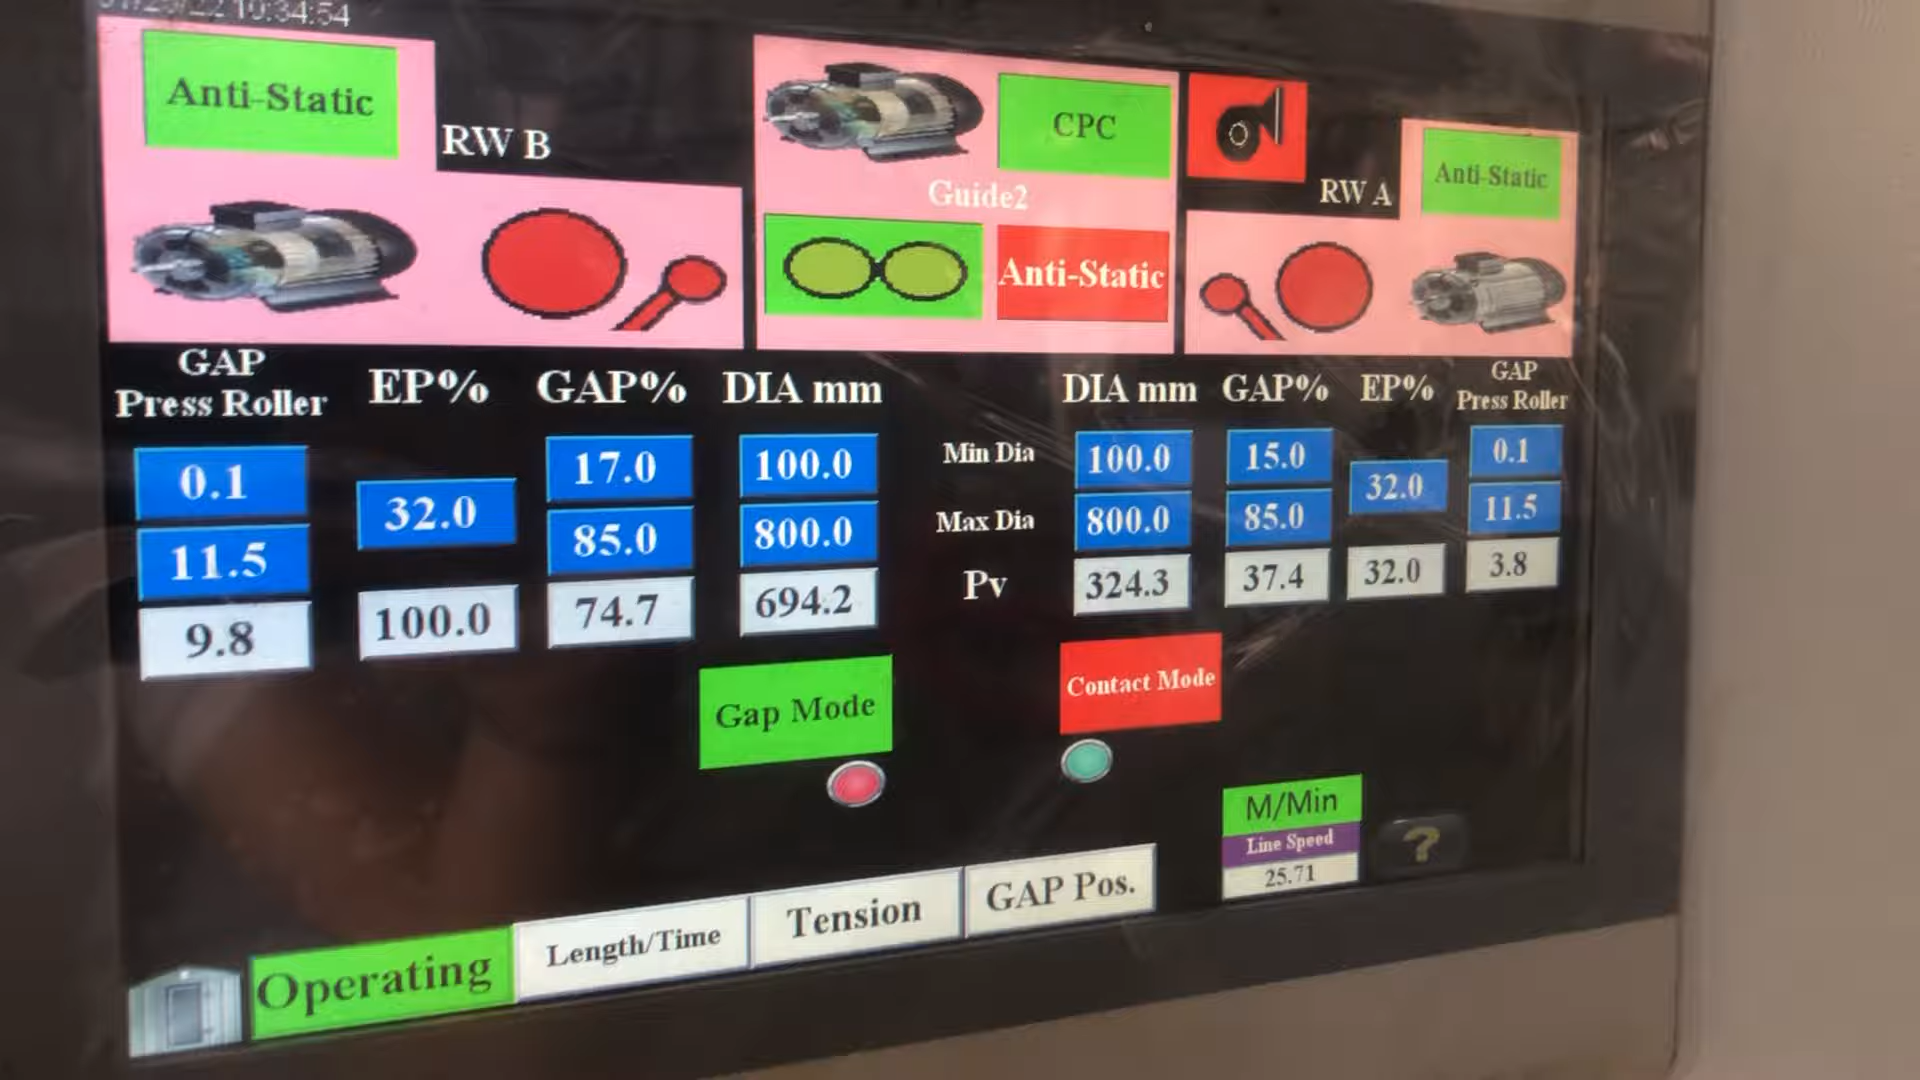 10:34:54
Anti-Static
RW B
CPC
Guide2
Anti-Static
RW A
Anti-Static
GAP
Press Roller
EP%
GAP%
DIA mm
DIA mm
GAP%
EP%
GAP
Press Roller
0.1
17.0
100.0
Min Dia
100.0
15.0
0.1
32.0
32.0
11.5
85.0
800.0
Max Dia
800.0
85.0
11.5
9.8
100.0
74.7
694.2
Pv
324.3
37.4
32.0
3.8
Gap Mode
Contact Mode
M/Min
Line Speed
25.71
?
Operating
Length/Time
Tension
GAP Pos.